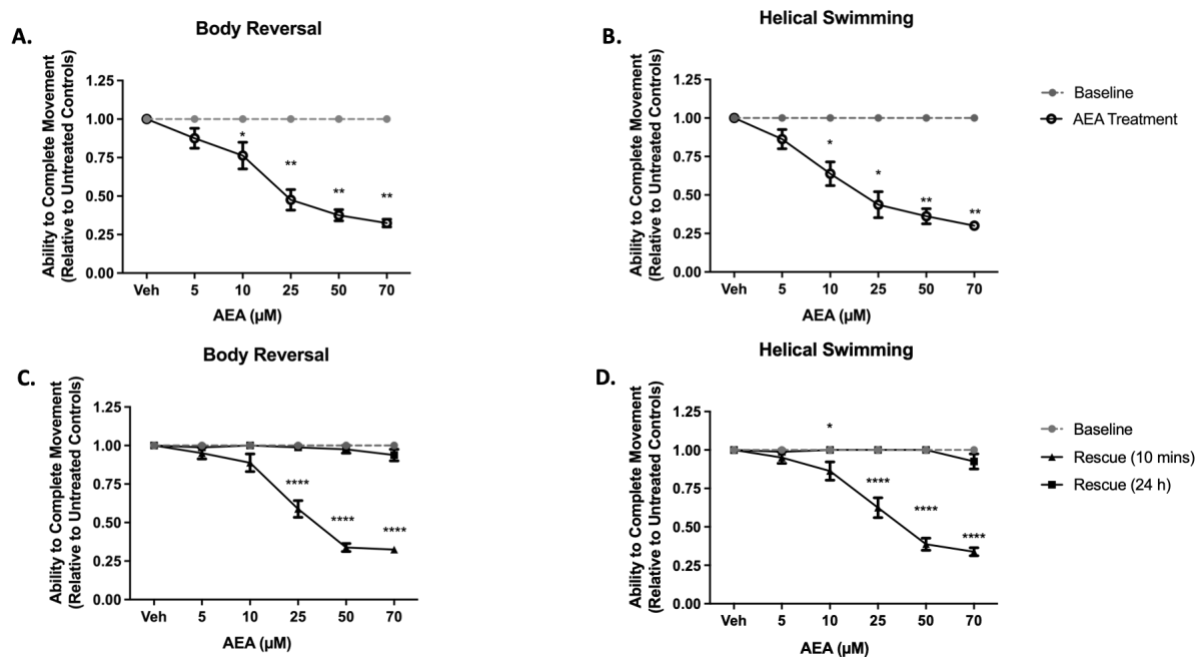 A.
Body Reversal
Ability to Complete Movement
(Relative to Untreated Controls)
1.25
1.00
0.75
0.50
0.25
0.00
*
**
**
**
Veh 5 10 25 50 70
AEA (µM)
B.
Helical Swimming
Ability to Complete Movement
(Relative to Untreated Controls)
1.25
1.00
0.75
0.50
0.25
0.00
*
*
**
**
Veh 5 10 25 50 70
AEA (µM)
Baseline
AEA Treatment
C.
Body Reversal
Ability to Complete Movement
(Relative to Untreated Controls)
1.25
1.00
0.75
0.50
0.25
0.00
****
****
****
Veh 5 10 25 50 70
AEA (µM)
D.
Helical Swimming
Ability to Complete Movement
(Relative to Untreated Controls)
1.25
1.00
0.75
0.50
0.25
0.00
*
****
****
****
Veh 5 10 25 50 70
AEA (µM)
Baseline
Rescue (10 mins)
Rescue (24 h)